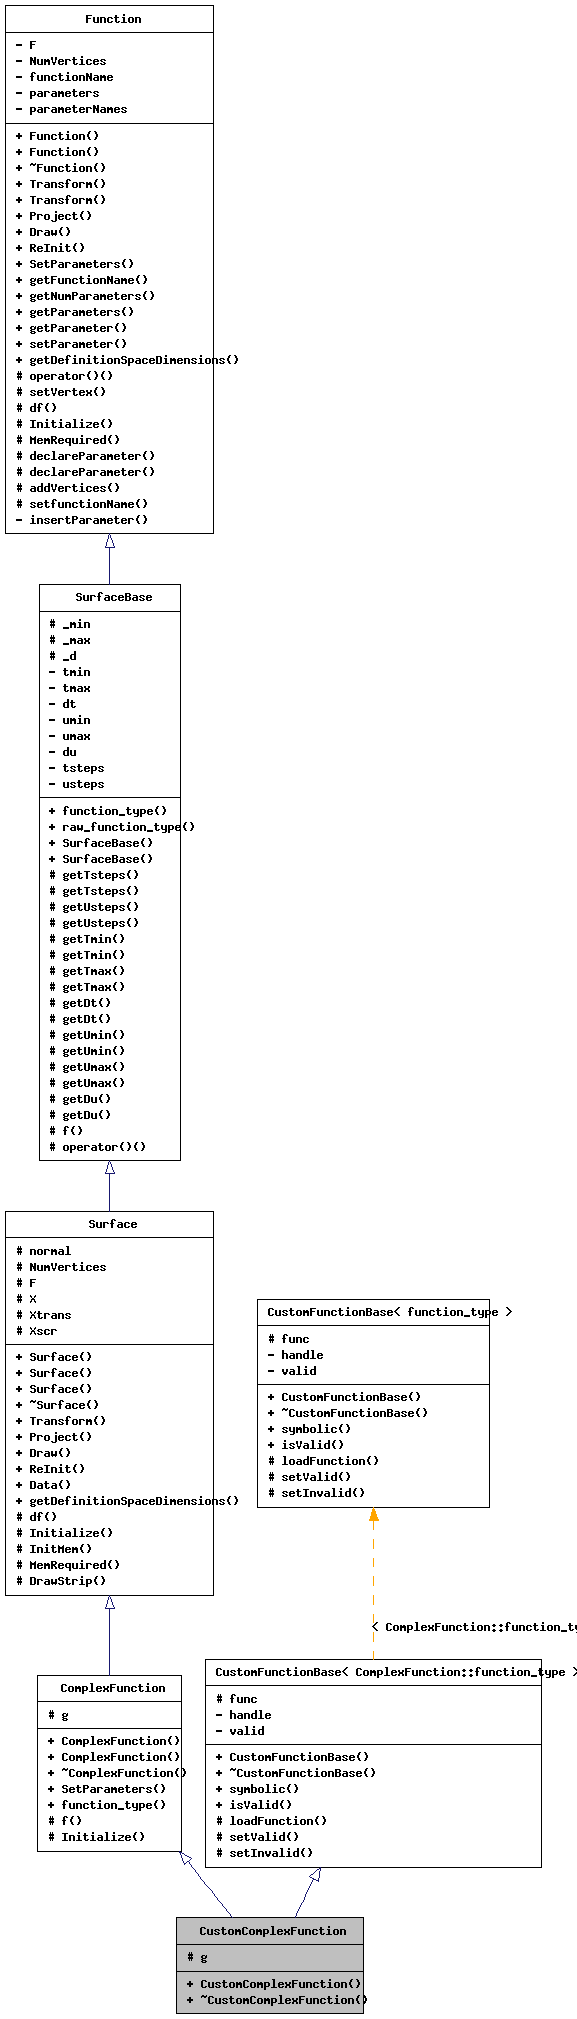 Function
- F
- NumVertices
- functionName
- parameters
- parameterNames
+ Function()
+ Function()
+ ~Function()
+ Transform()
+ Transform()
+ Project()
+ Draw()
+ ReInit()
+ SetParameters()
+ getFunctionName()
+ getNumParameters()
+ getParameters()
+ getParameter()
+ setParameter()
+ getDefinitionSpaceDimensions()
# operator()()
# setVertex()
# df()
# Initialize()
# MemRequired()
# declareParameter()
# declareParameter()
# addVertices()
# setfunctionName()
- insertParameter()
SurfaceBase
# _min
# _max
# _d
- tmin
- tmax
- dt
- umin
- umax
- du
- tsteps
- usteps
+ function_type()
+ raw_function_type()
+ SurfaceBase()
+ SurfaceBase()
# getTsteps()
# getTsteps()
# getUsteps()
# getUsteps()
# getTmin()
# getTmin()
# getTmax()
# getTmax()
# getDt()
# getDt()
# getUmin()
# getUmin()
# getUmax()
# getUmax()
# getDu()
# getDu()
# f()
# operator()()
Surface
# normal
# NumVertices
# F
# X
# Xtrans
# Xscr
+ Surface()
+ Surface()
+ Surface()
+ ~Surface()
+ Transform()
+ Project()
+ Draw()
+ ReInit()
+ Data()
+ getDefinitionSpaceDimensions()
# df()
# Initialize()
# InitMem()
# MemRequired()
# DrawStrip()
CustomFunctionBase< function_type >
# func
- handle
- valid
+ CustomFunctionBase()
+ ~CustomFunctionBase()
+ symbolic()
+ isValid()
# loadFunction()
# setValid()
# setInvalid()
< ComplexFunction::function_ty
ComplexFunction
# g
+ ComplexFunction()
+ ComplexFunction()
+ ~ComplexFunction()
+ SetParameters()
+ function_type()
# f()
# Initialize()
CustomFunctionBase< ComplexFunction::function_type >
# func
- handle
- valid
+ CustomFunctionBase()
+ ~CustomFunctionBase()
+ symbolic()
+ isValid()
# loadFunction()
# setValid()
# setInvalid()
CustomComplexFunction
# g
+ CustomComplexFunction()
+ ~CustomComplexFunction()